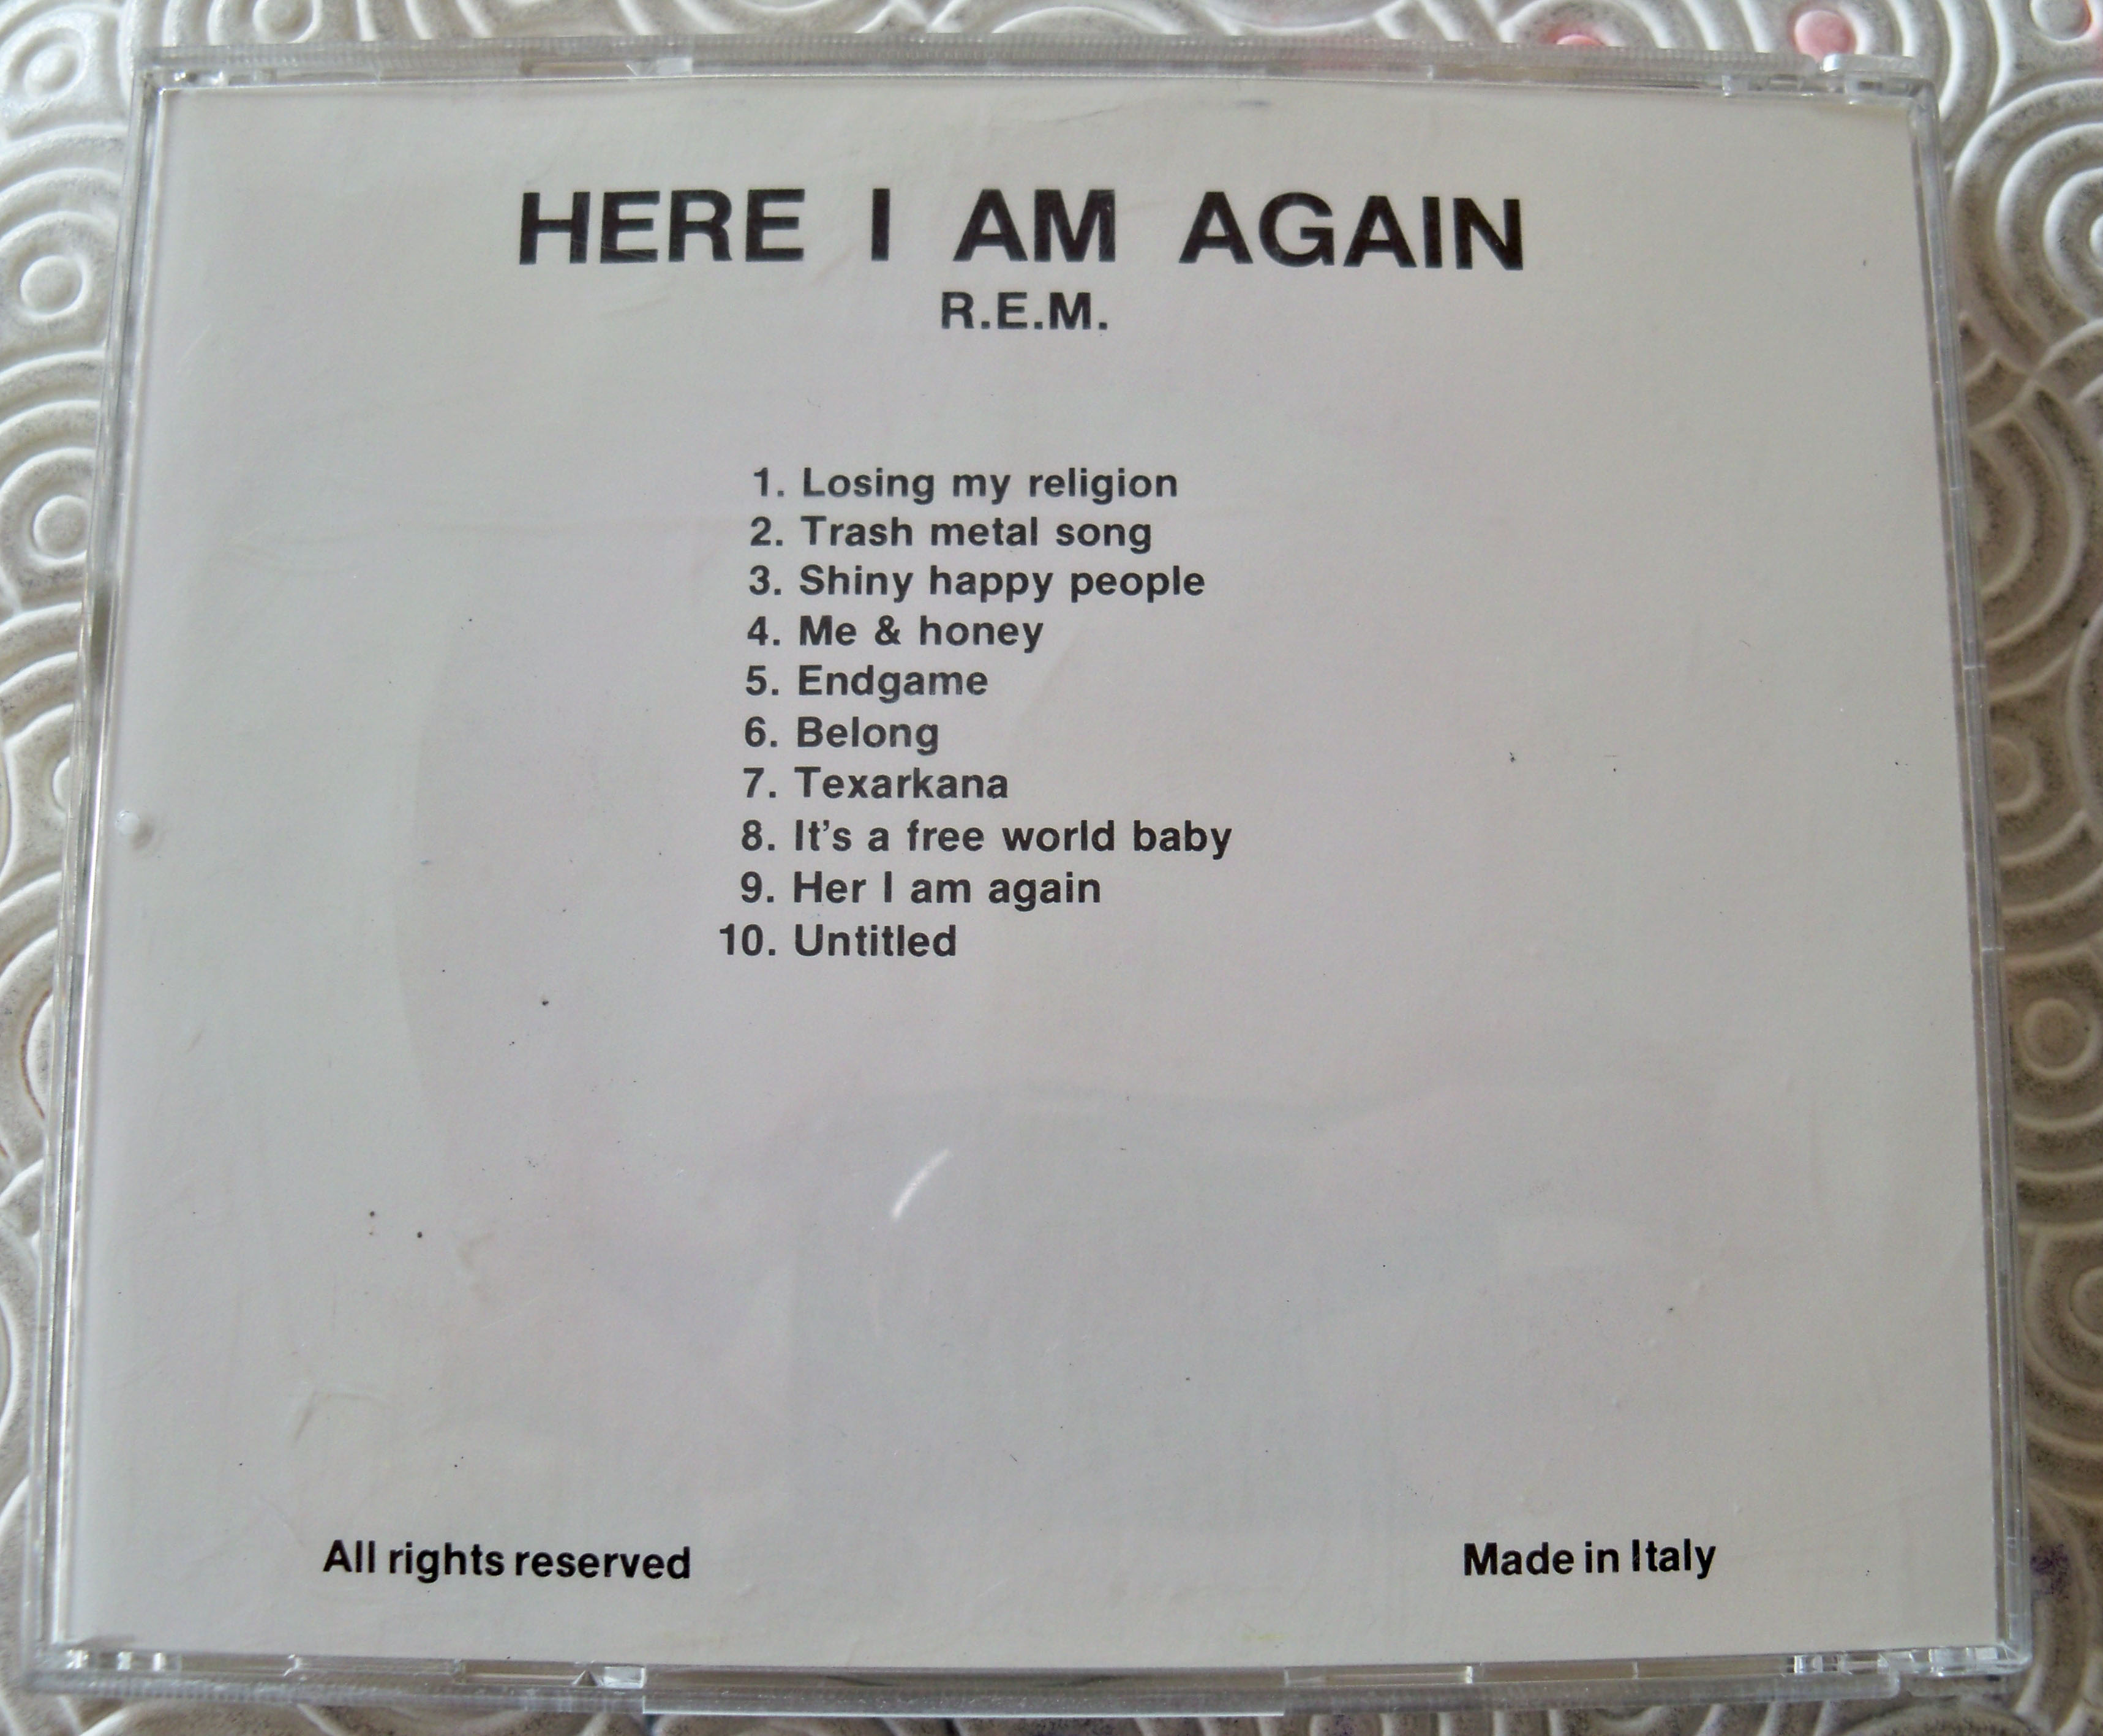 HERE I AM AGAIN
R.E.M.
1. Losing my religion
2. Trash metal song
3. Shiny happy people
4. Me & honey
5. Endgame
6. Belong
7. Texarkana
8. It's a free world baby
9. Her I am again
10. Untitled
All rights reserved
Made in Italy